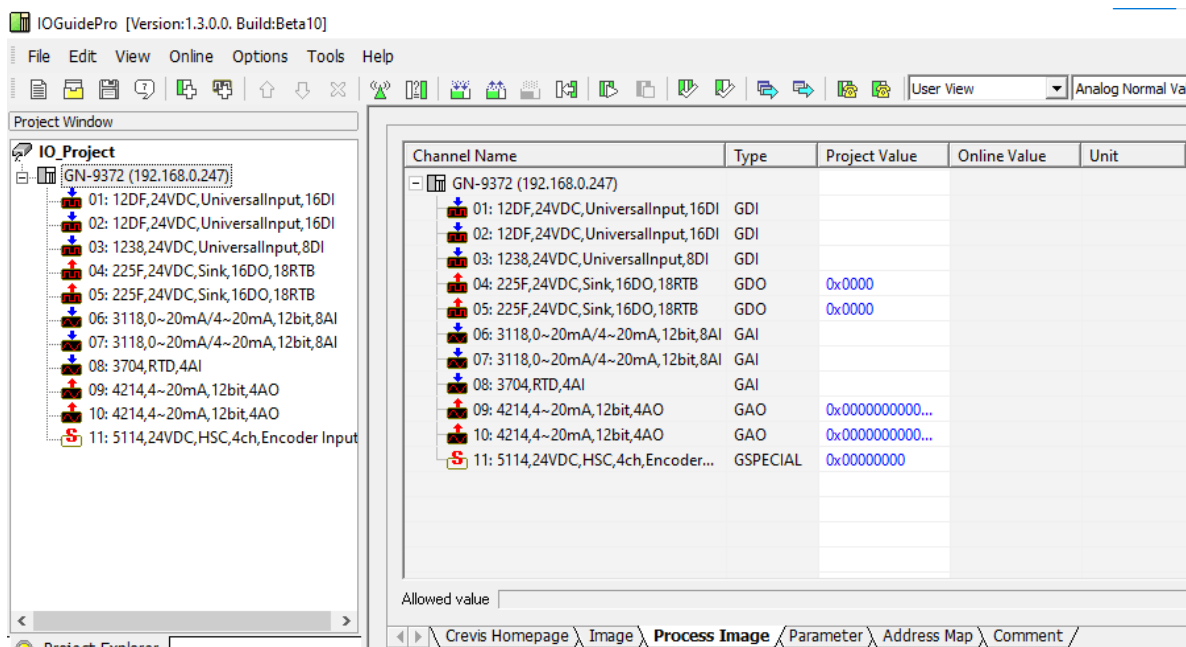 IOGuidePro [Version:1.3.0.0. Build:Beta10]
File Edit View Online Options Tools Help
User View Analog Normal Va
Project Window
IO_Project
GN-9372 (192.168.0.247)
01: 12DF,24VDC,UniversalInput,16DI
02: 12DF,24VDC,UniversalInput,16DI
03: 1238,24VDC,UniversalInput,8DI
04: 225F,24VDC,Sink,16DO,18RTB
05: 225F,24VDC,Sink,16DO,18RTB
06: 3118,0~20mA/4~20mA,12bit,8AI
07: 3118,0~20mA/4~20mA,12bit,8AI
08: 3704,RTD,4AI
09: 4214,4~20mA,12bit,4AO
10: 4214,4~20mA,12bit,4AO
11: 5114,24VDC,HSC,4ch,Encoder Input
Project Explorer
Channel Name Type Project Value Online Value Unit
GN-9372 (192.168.0.247)
01: 12DF,24VDC,UniversalInput,16DI GDI
02: 12DF,24VDC,UniversalInput,16DI GDI
03: 1238,24VDC,UniversalInput,8DI GDI
04: 225F,24VDC,Sink,16DO,18RTB GDO 0x0000
05: 225F,24VDC,Sink,16DO,18RTB GDO 0x0000
06: 3118,0~20mA/4~20mA,12bit,8AI GAI
07: 3118,0~20mA/4~20mA,12bit,8AI GAI
08: 3704,RTD,4AI GAI
09: 4214,4~20mA,12bit,4AO GAO 0x0000000000...
10: 4214,4~20mA,12bit,4AO GAO 0x0000000000...
11: 5114,24VDC,HSC,4ch,Encoder... GSPECIAL 0x00000000
Allowed value
Crevis Homepage Image Process Image Parameter Address Map Comment